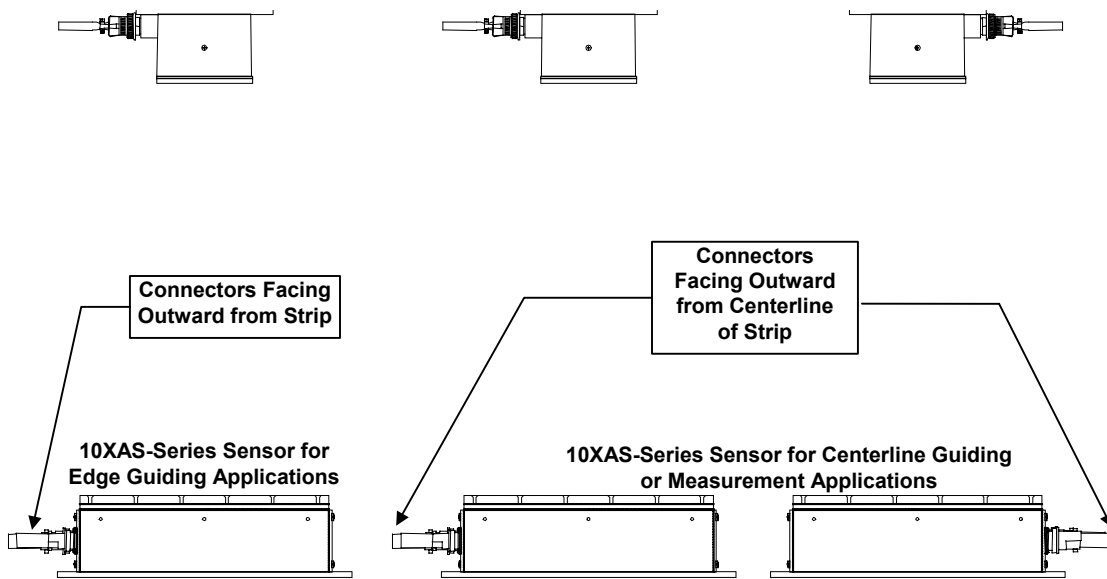 Connectors Facing
Outward from Strip
Connectors
Facing Outward
from Centerline
of Strip
10XAS-Series Sensor for
Edge Guiding Applications
10XAS-Series Sensor for Centerline Guiding
or Measurement Applications